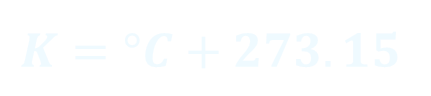 K = °C + 273.15